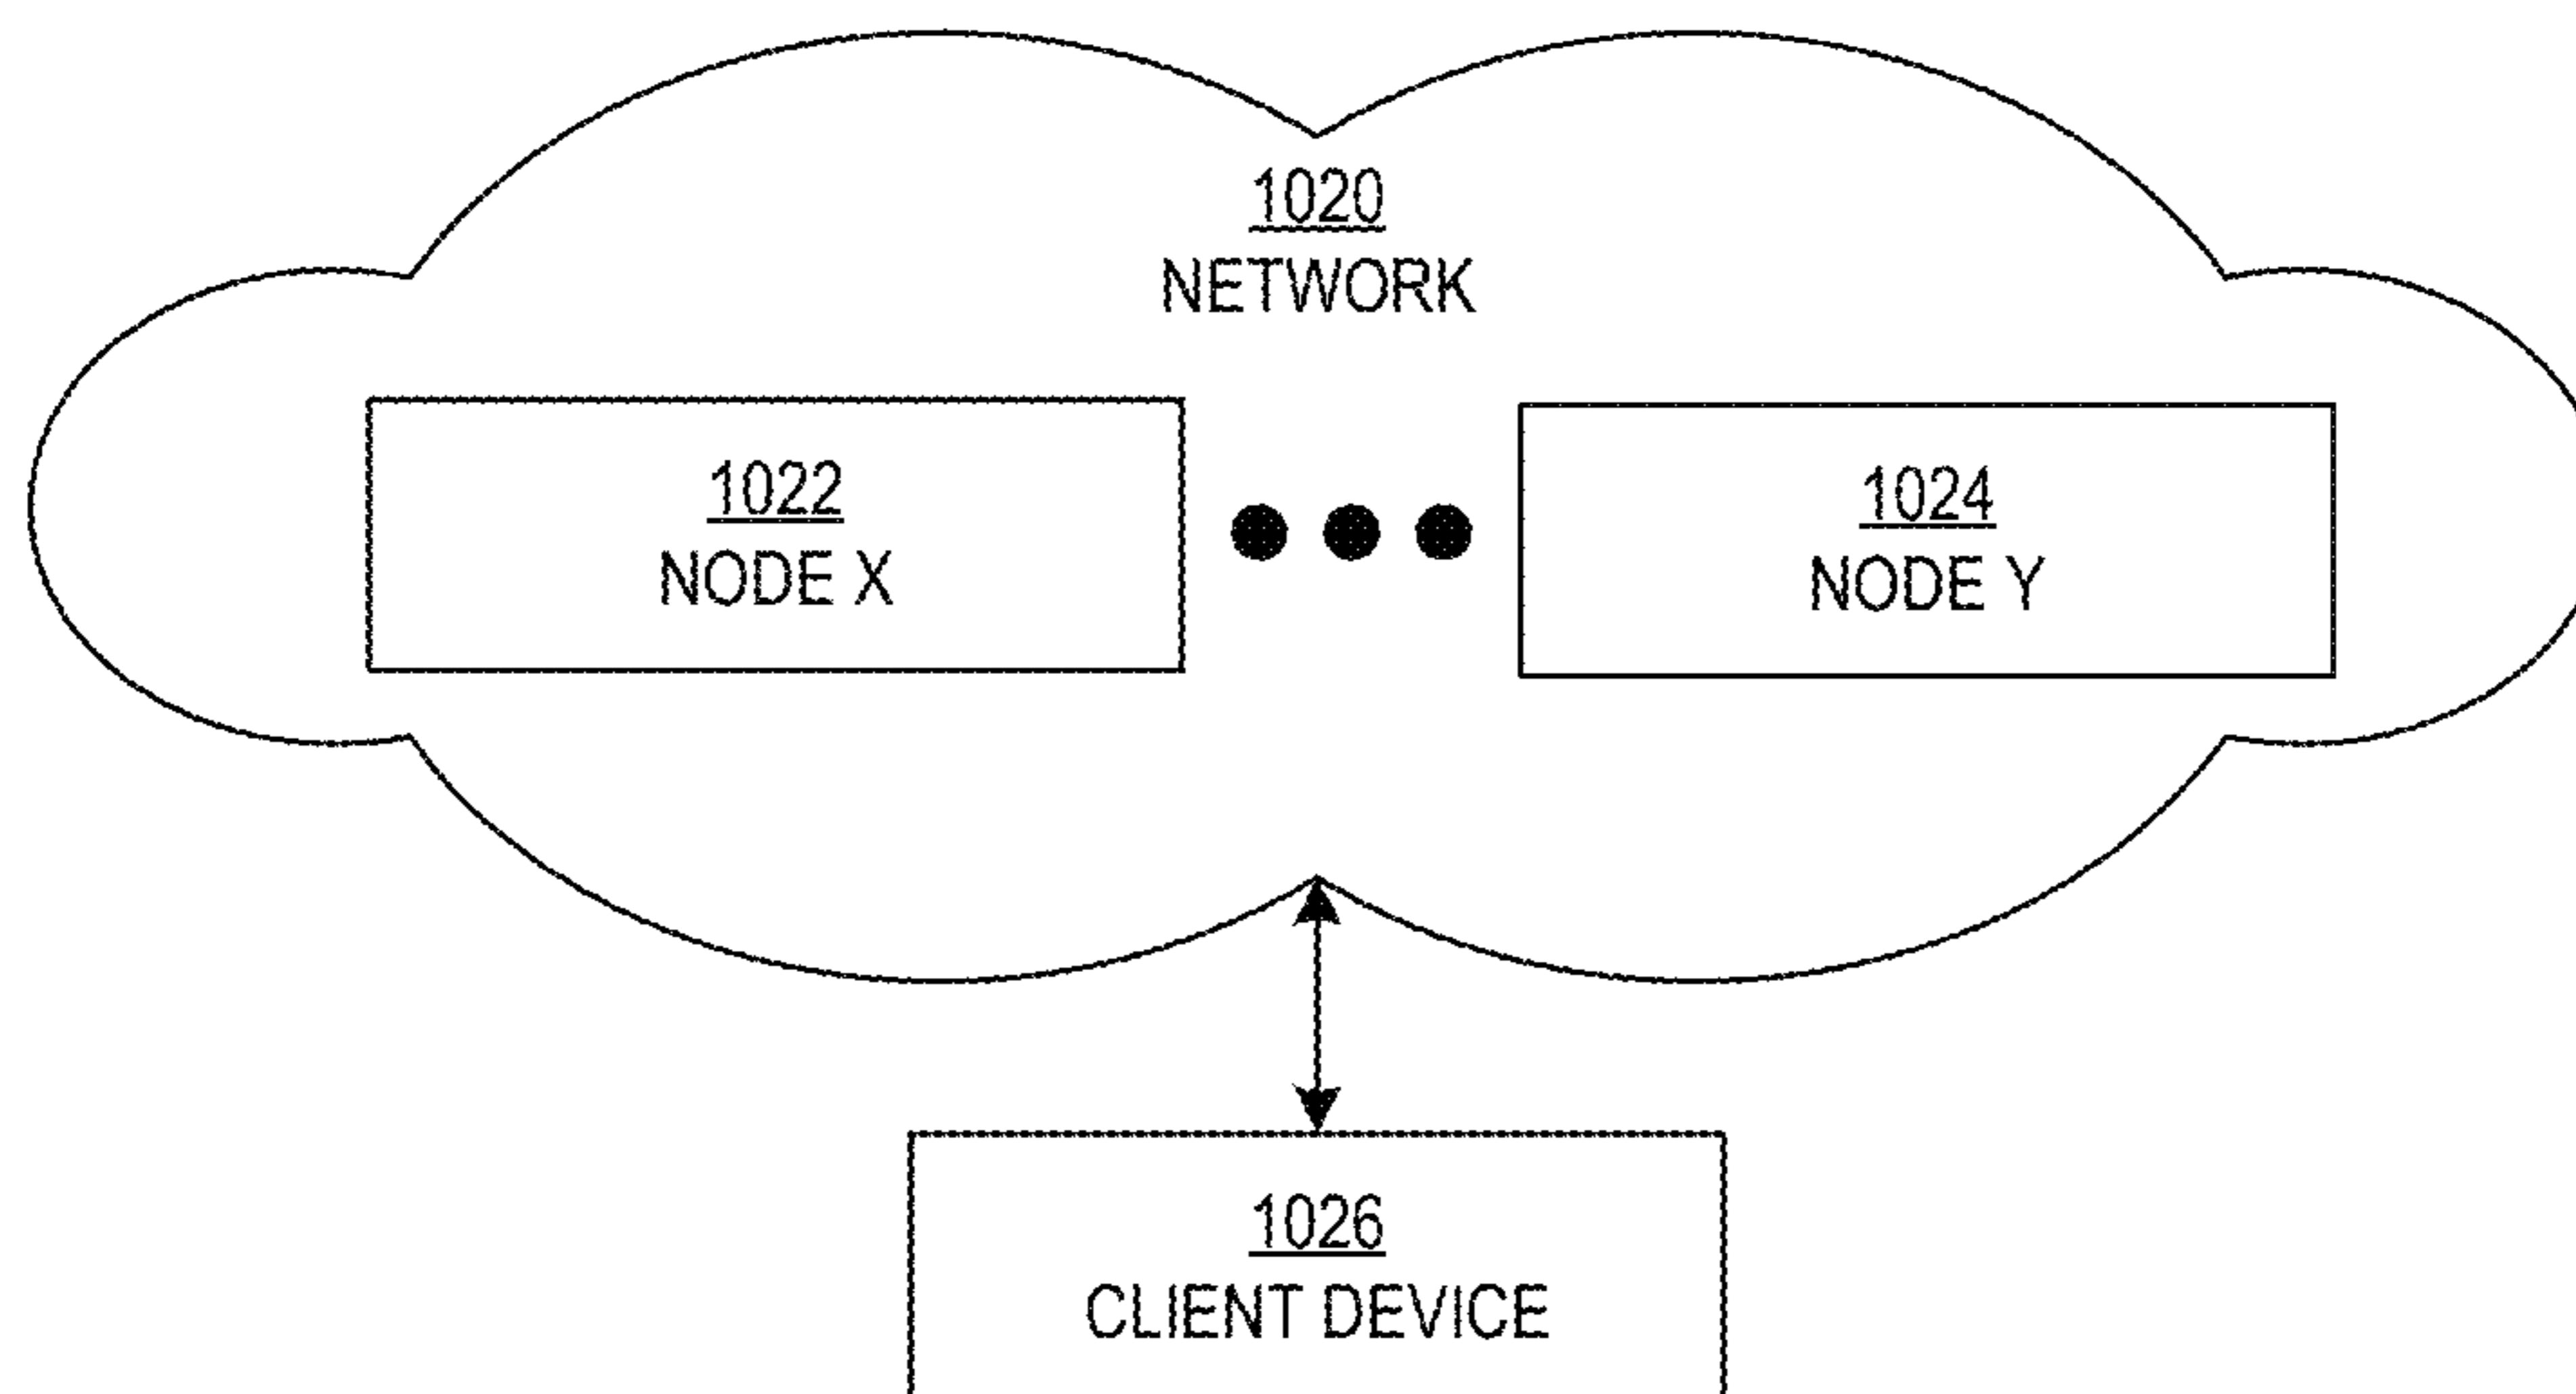 1020
NETWORK
1022
NODE X
1024
NODE Y
1026
CLIENT DEVICE